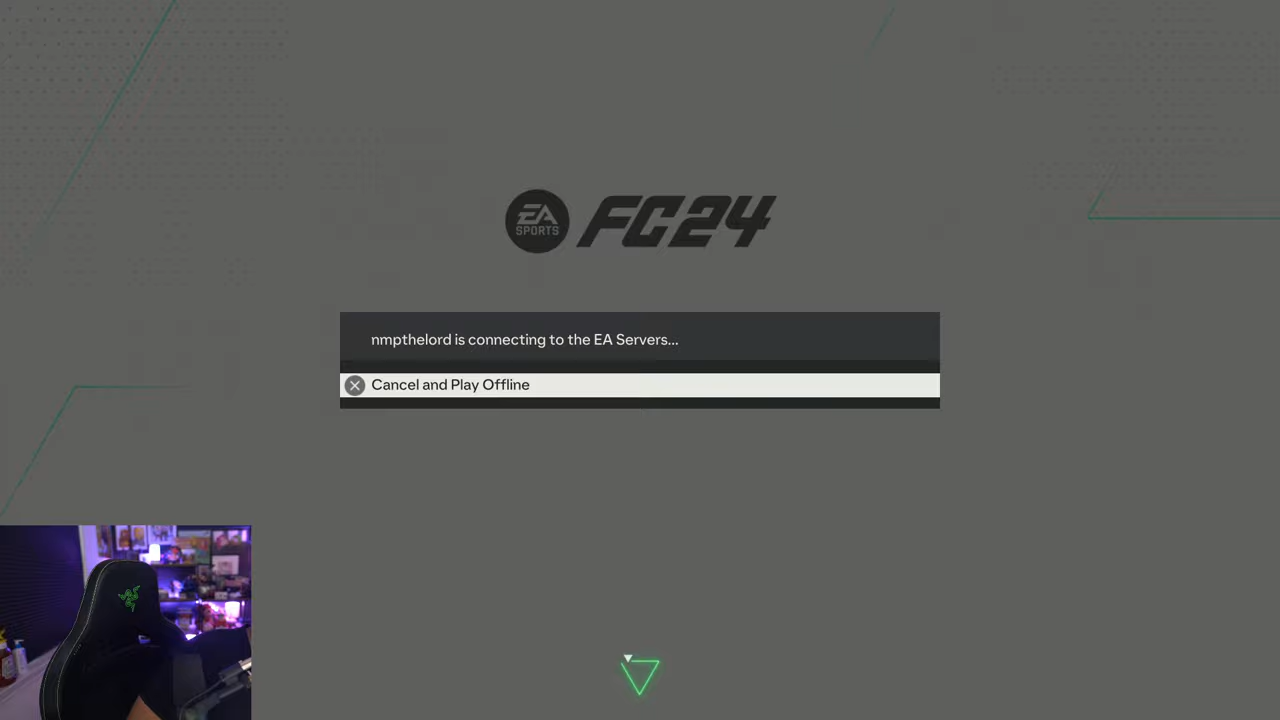 EA
SPORTS
FC24
nmpthelord is connecting to the EA Servers...
Cancel and Play Offline